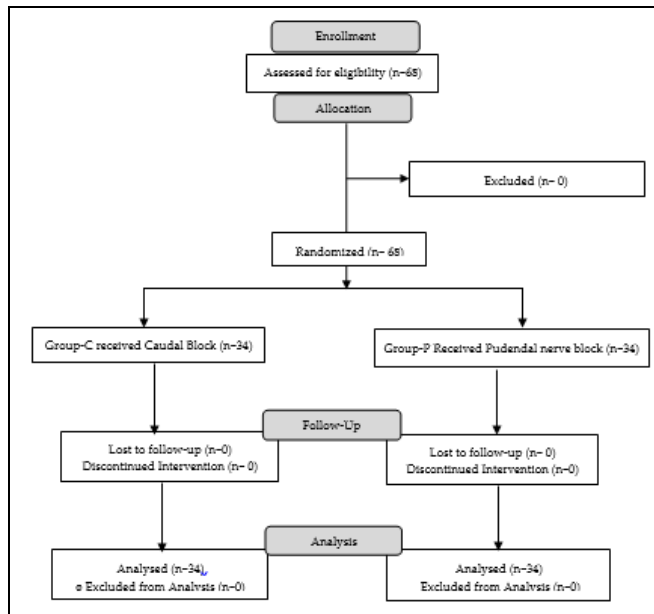 Enrollment
Assessed for eligibility (n–68)
Allocation
Excluded (n– 0)
Randomized (n– 68)
Group-C received Caudal Block (n–34)
Group-P Received Pudendal nerve block (n–34)
Follow-Up
Lost to follow-up (n–0)
Discontinued Intervention (n– 0)
Lost to follow-up (n– 0)
Discontinued Intervention (n–0)
Analysis
Analysed (n–34),
ø Excluded from Analysis (n–0)
Analysed (n–34)
Excluded from Analysis (n–0)